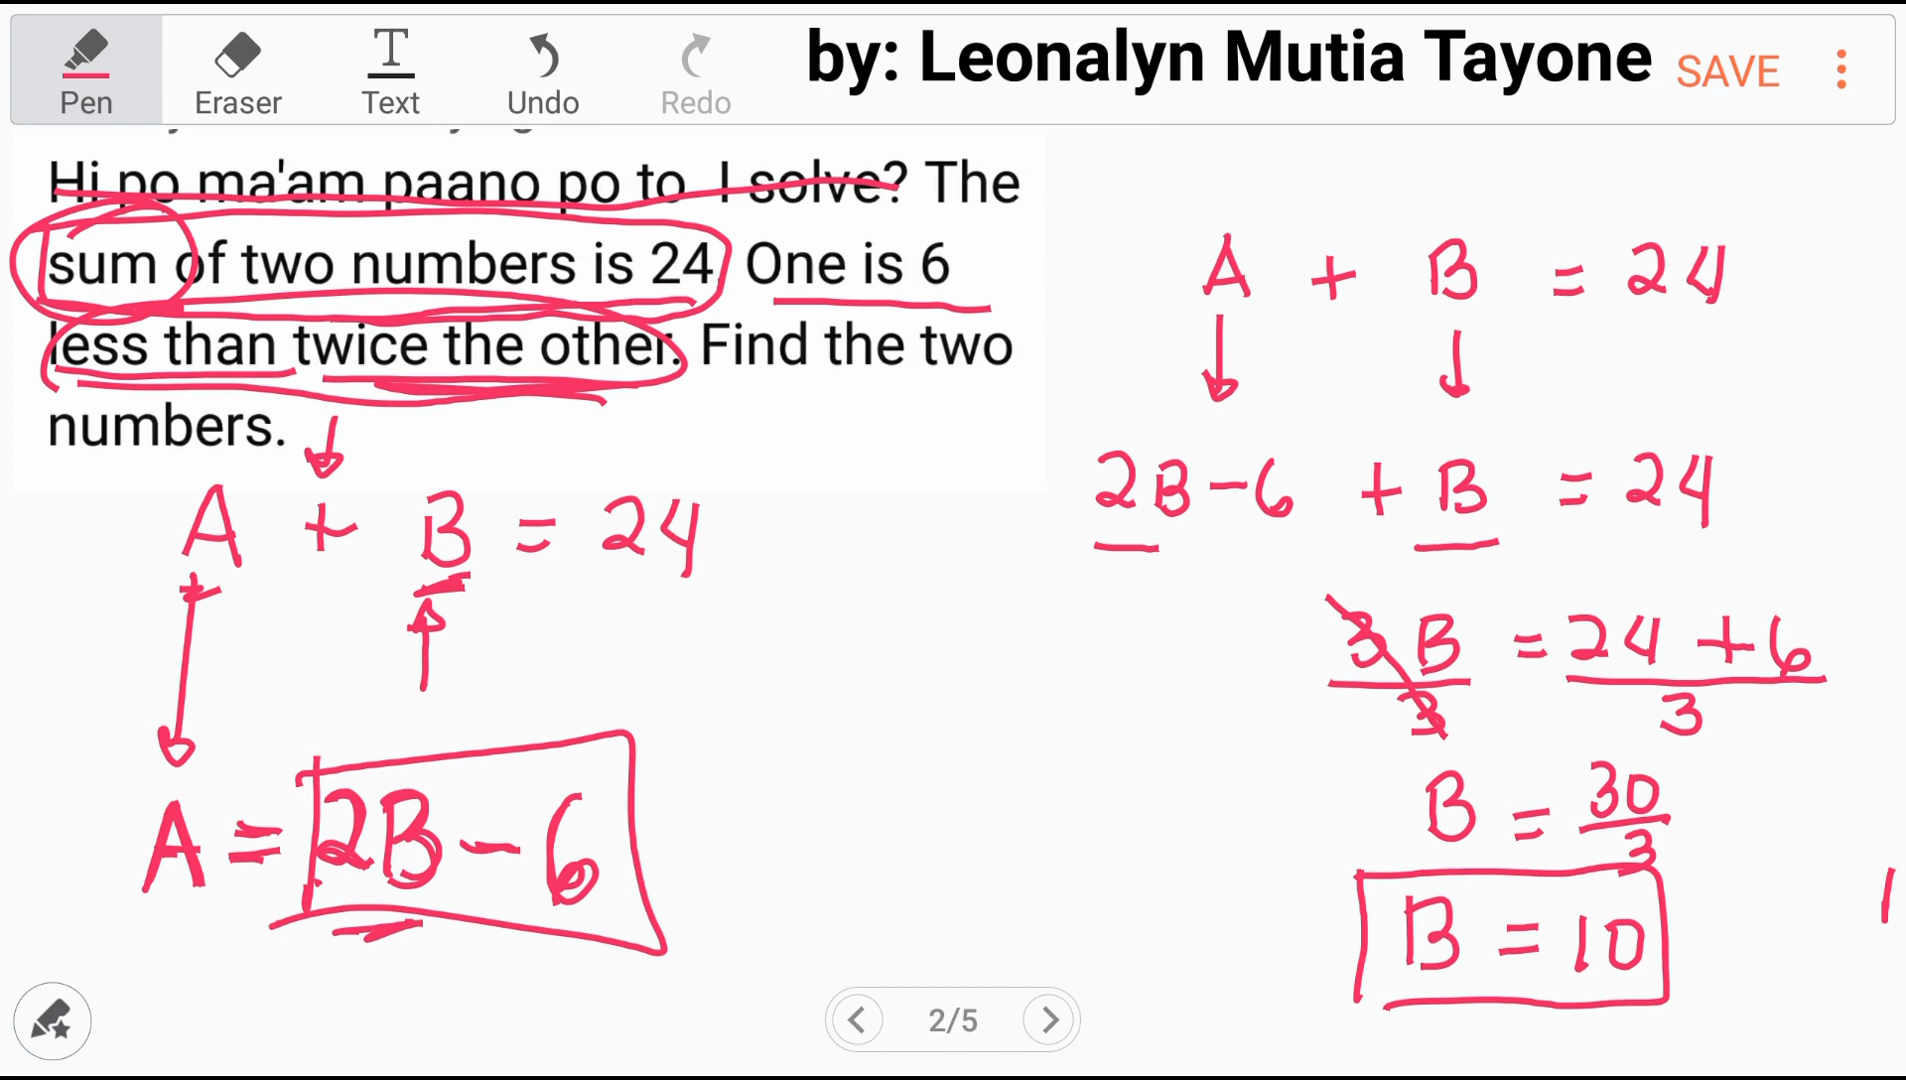 Pen
Eraser
Text
Undo
Redo
by: Leonalyn Mutia Tayone
SAVE
Hi po ma'am paano po to I solve? The
sum of two numbers is 24. One is 6
less than twice the other. Find the two
numbers.
A + B = 24
A = 2B - 6
A + B = 24
2B - 6 + B = 24
3B = 24 + 6
3 3
B = 30
3
B = 10
2/5